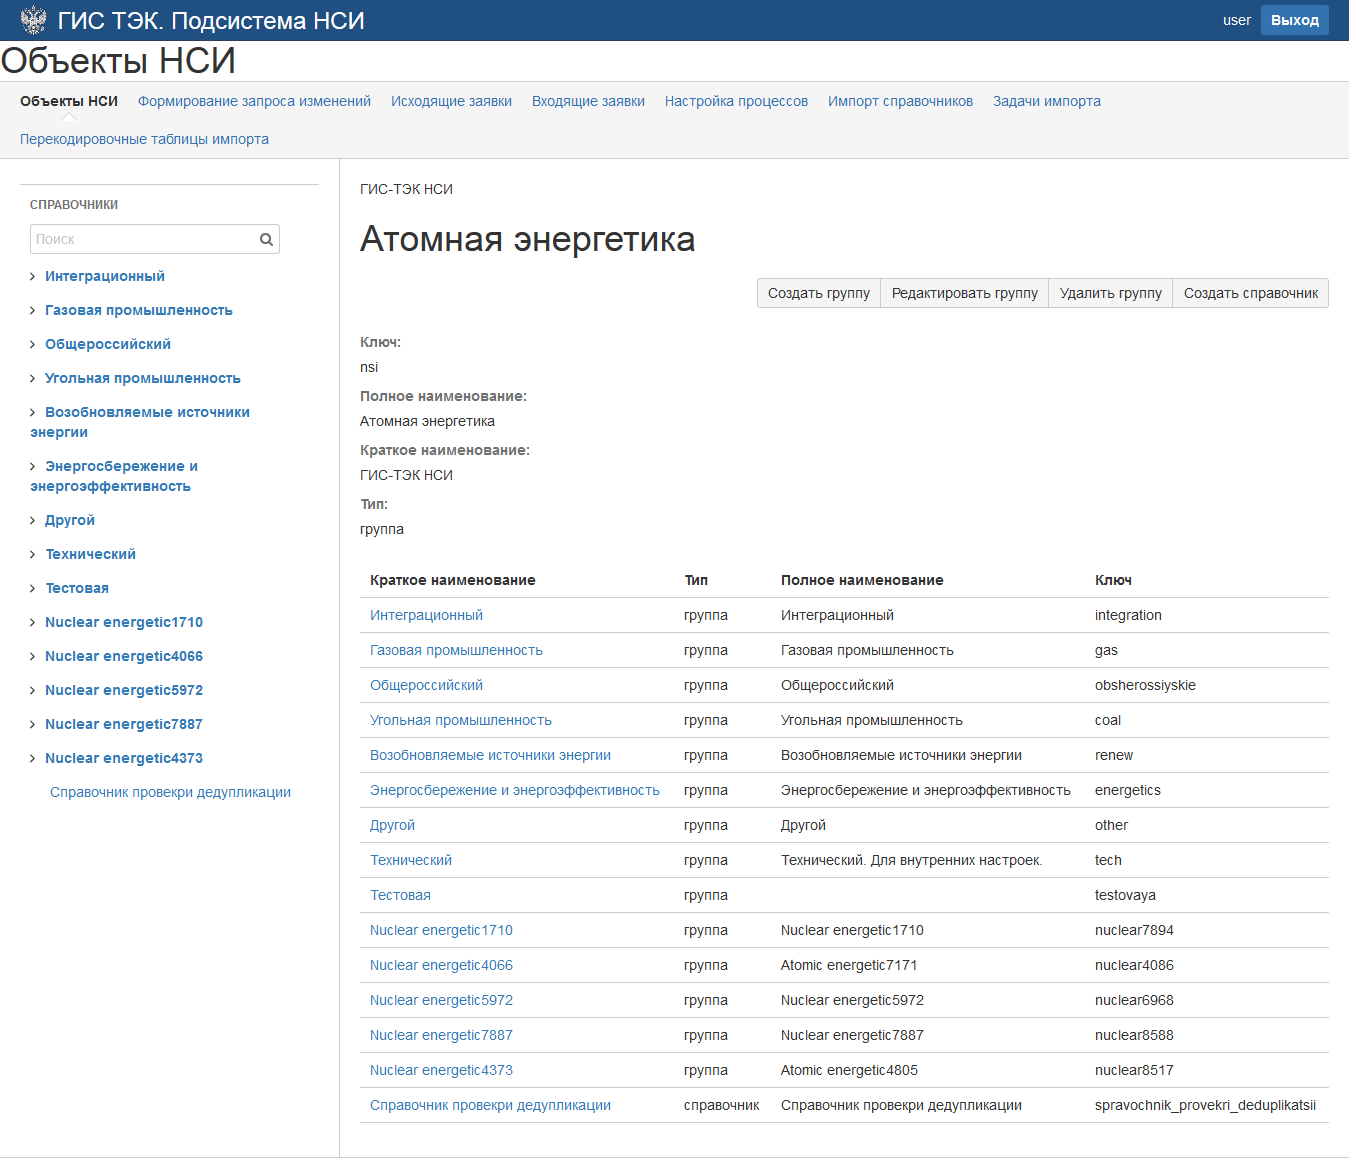 ГИС ТЭК. Подсистема НСИ
user Выход
Объекты НСИ
Объекты НСИ Формирование запроса изменений Исходящие заявки Входящие заявки Настройка процессов Импорт справочников Задачи импорта
Перекодировочные таблицы импорта
СПРАВОЧНИКИ
Поиск
Интеграционный
Газовая промышленность
Общероссийский
Угольная промышленность
Возобновляемые источники
энергии
Энергосбережение и
энергоэффективность
Другой
Технический
Тестовая
Nuclear energetic1710
Nuclear energetic4066
Nuclear energetic5972
Nuclear energetic7887
Nuclear energetic4373
Справочник провекри дедупликации
ГИС-ТЭК НСИ
Атомная энергетика
Создать группу Редактировать группу Удалить группу Создать справочник
Ключ:
nsi
Полное наименование:
Атомная энергетика
Краткое наименование:
ГИС-ТЭК НСИ
Тип:
группа
Краткое наименование Тип Полное наименование Ключ
Интеграционный группа Интеграционный integration
Газовая промышленность группа Газовая промышленность gas
Общероссийский группа Общероссийский obsherossiyskie
Угольная промышленность группа Угольная промышленность coal
Возобновляемые источники энергии группа Возобновляемые источники энергии renew
Энергосбережение и энергоэффективность группа Энергосбережение и энергоэффективность energetics
Другой группа Другой other
Технический группа Технический. Для внутренних настроек. tech
Тестовая группа testovaya
Nuclear energetic1710 группа Nuclear energetic1710 nuclear7894
Nuclear energetic4066 группа Atomic energetic7171 nuclear4086
Nuclear energetic5972 группа Nuclear energetic5972 nuclear6968
Nuclear energetic7887 группа Nuclear energetic7887 nuclear8588
Nuclear energetic4373 группа Atomic energetic4805 nuclear8517
Справочник провекри дедупликации справочник Справочник провекри дедупликации spravochnik_provekri_deduplikatsii